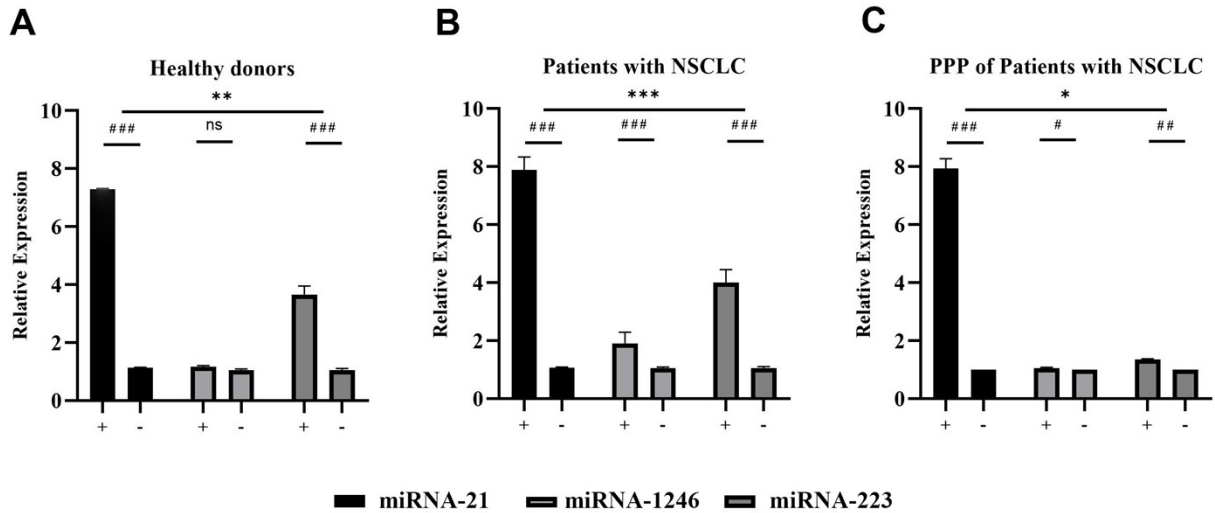 A
B
C
Healthy donors
Patients with NSCLC
PPP of Patients with NSCLC
Relative Expression
10
8
6
4
2
0
**
###
ns
###
+ - + - + -
Relative Expression
10
8
6
4
2
0
***
###
###
###
+ - + - + -
Relative Expression
10
8
6
4
2
0
*
###
#
##
+ - + - + -
miRNA-21 miRNA-1246 miRNA-223